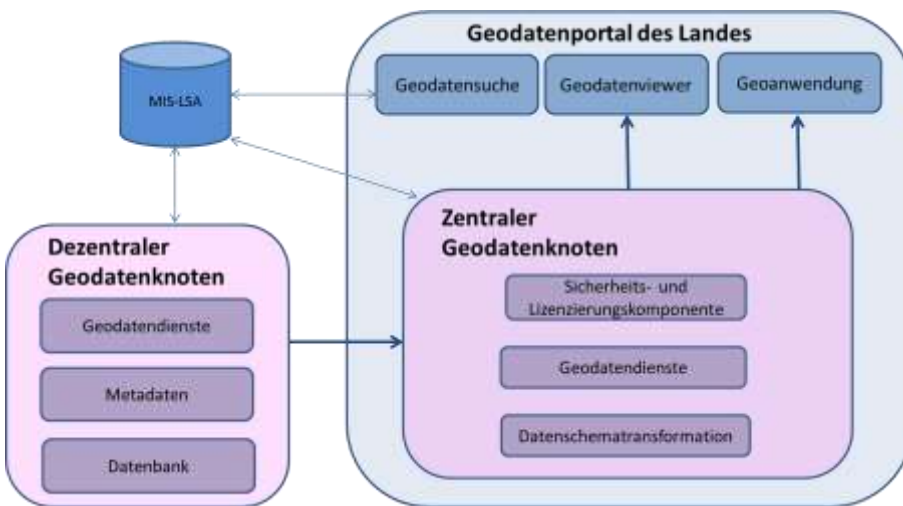 Geodatenportal des Landes
Geodatensuche
Geodatenviewer
Geoanwendung
MIS-LSA
Dezentraler
Geodatenknoten
Geodatendienste
Metadaten
Datenbank
Zentraler
Geodatenknoten
Sicherheits- und
Lizenzierungskomponente
Geodatendienste
Datenschematransformation